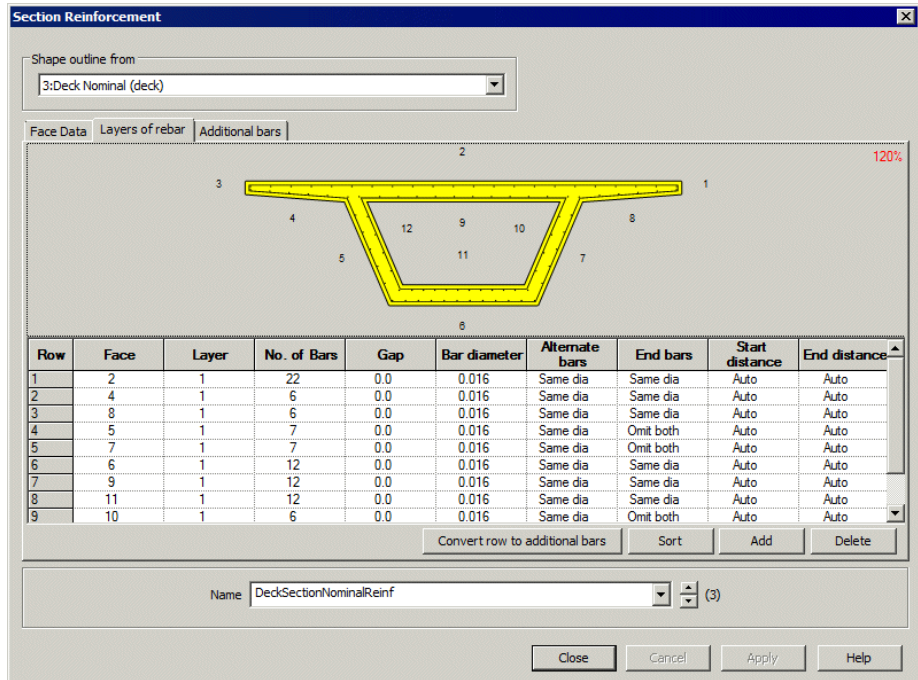 Section Reinforcement
Shape outline from
3:Deck Nominal (deck)
Face Data Layers of rebar Additional bars
2
120%
3 1
4 12 9 10 8
5 11 7
6
Row Face Layer No. of Bars Gap Bar diameter Alternate bars End bars Start distance End distance
1 2 1 22 0.0 0.016 Same dia Same dia Auto Auto
2 4 1 6 0.0 0.016 Same dia Same dia Auto Auto
3 8 1 6 0.0 0.016 Same dia Same dia Auto Auto
4 5 1 7 0.0 0.016 Same dia Omit both Auto Auto
5 7 1 7 0.0 0.016 Same dia Omit both Auto Auto
6 6 1 12 0.0 0.016 Same dia Same dia Auto Auto
7 9 1 12 0.0 0.016 Same dia Same dia Auto Auto
8 11 1 12 0.0 0.016 Same dia Same dia Auto Auto
9 10 1 6 0.0 0.016 Same dia Omit both Auto Auto
Convert row to additional bars Sort Add Delete
Name DeckSectionNominalReinf (3)
Close Cancel Apply Help